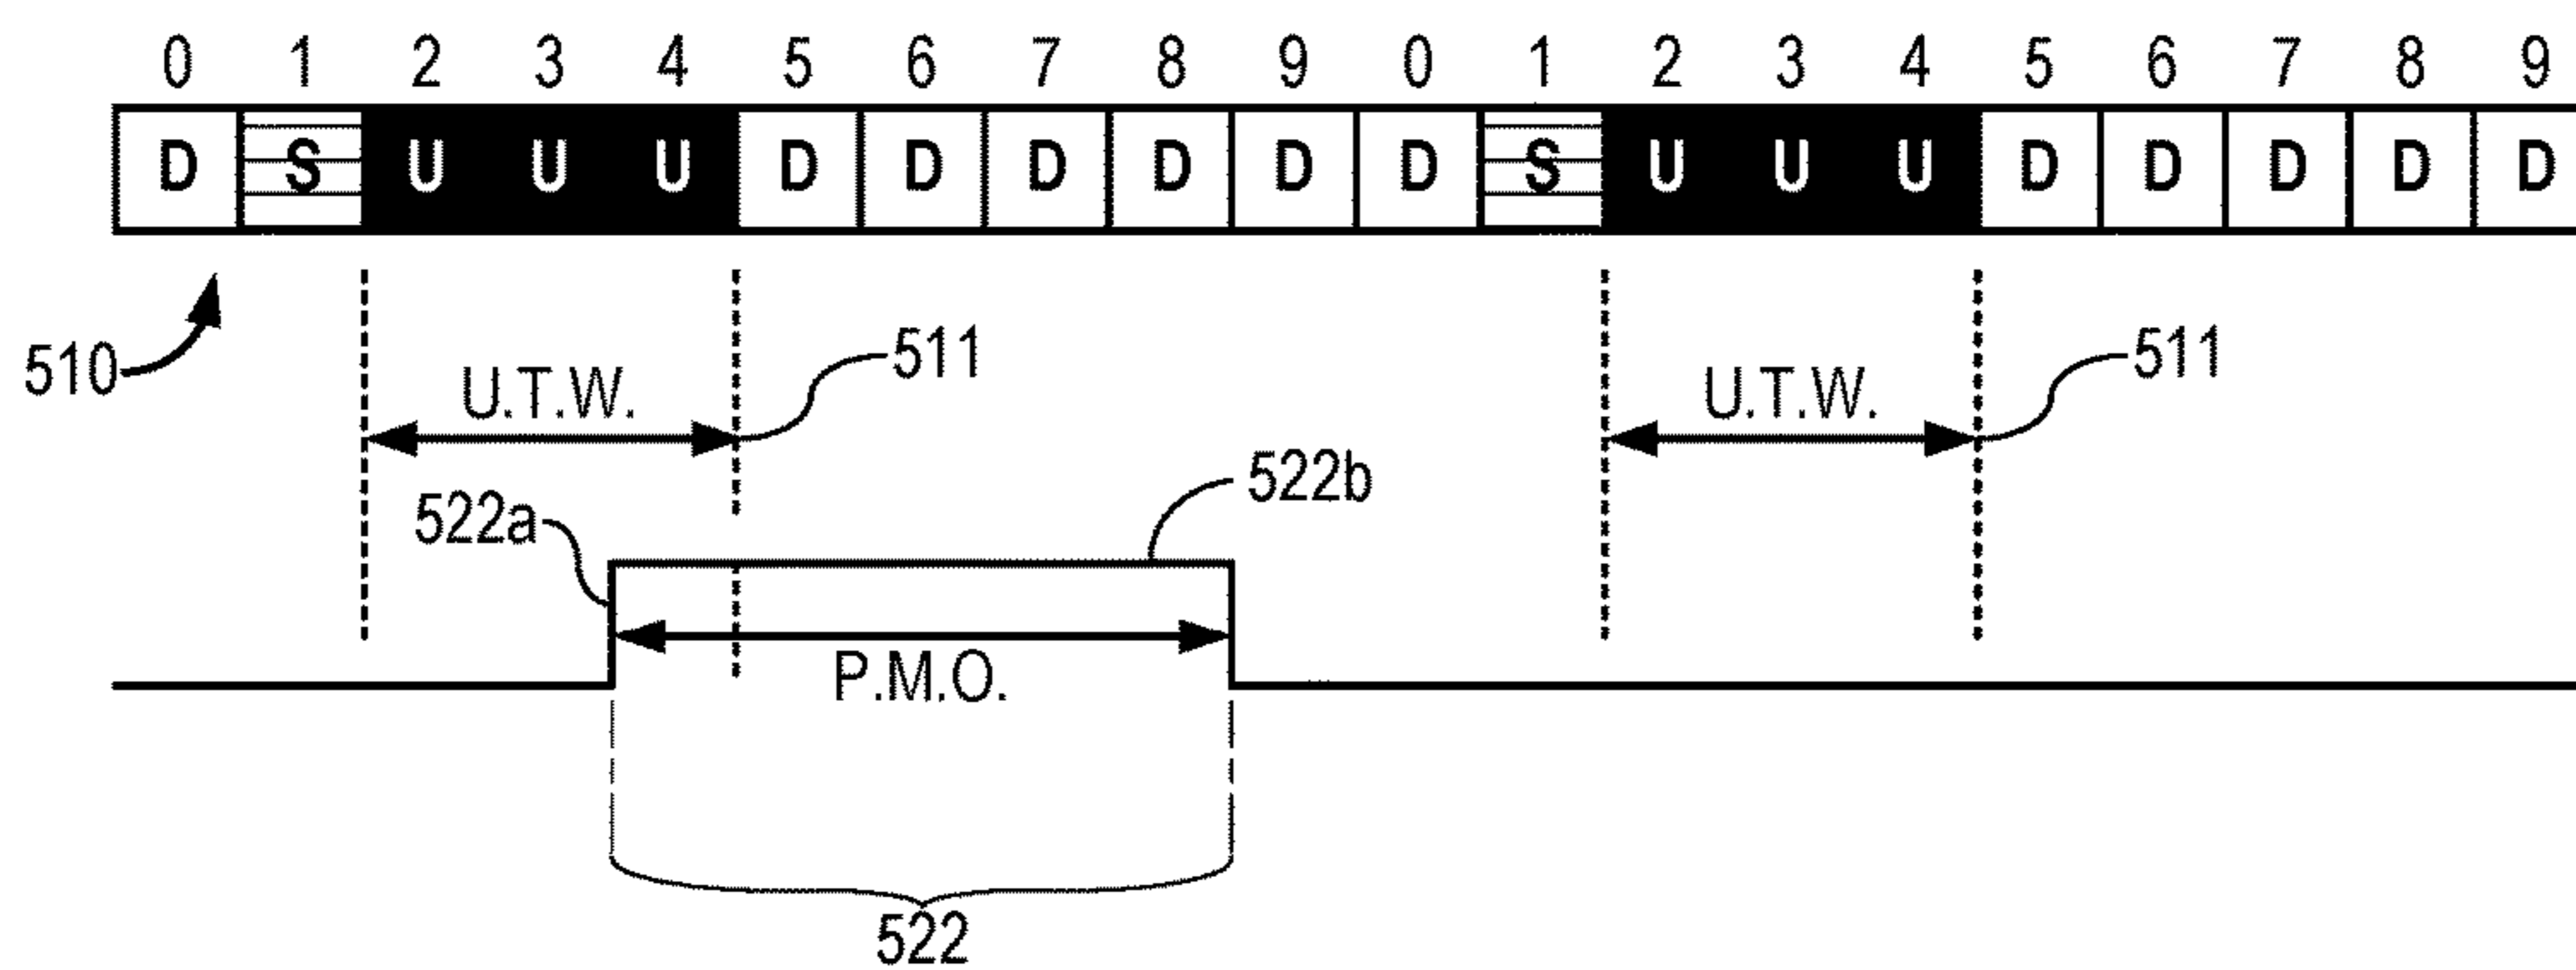 0 1 2 3 4 5 6 7 8 9 0 1 2 3 4 5 6 7 8 9
D S U U U D D D D D D S U U U D D D D D
510 U.T.W. 511 U.T.W. 511
522a 522b
P.M.O.
522